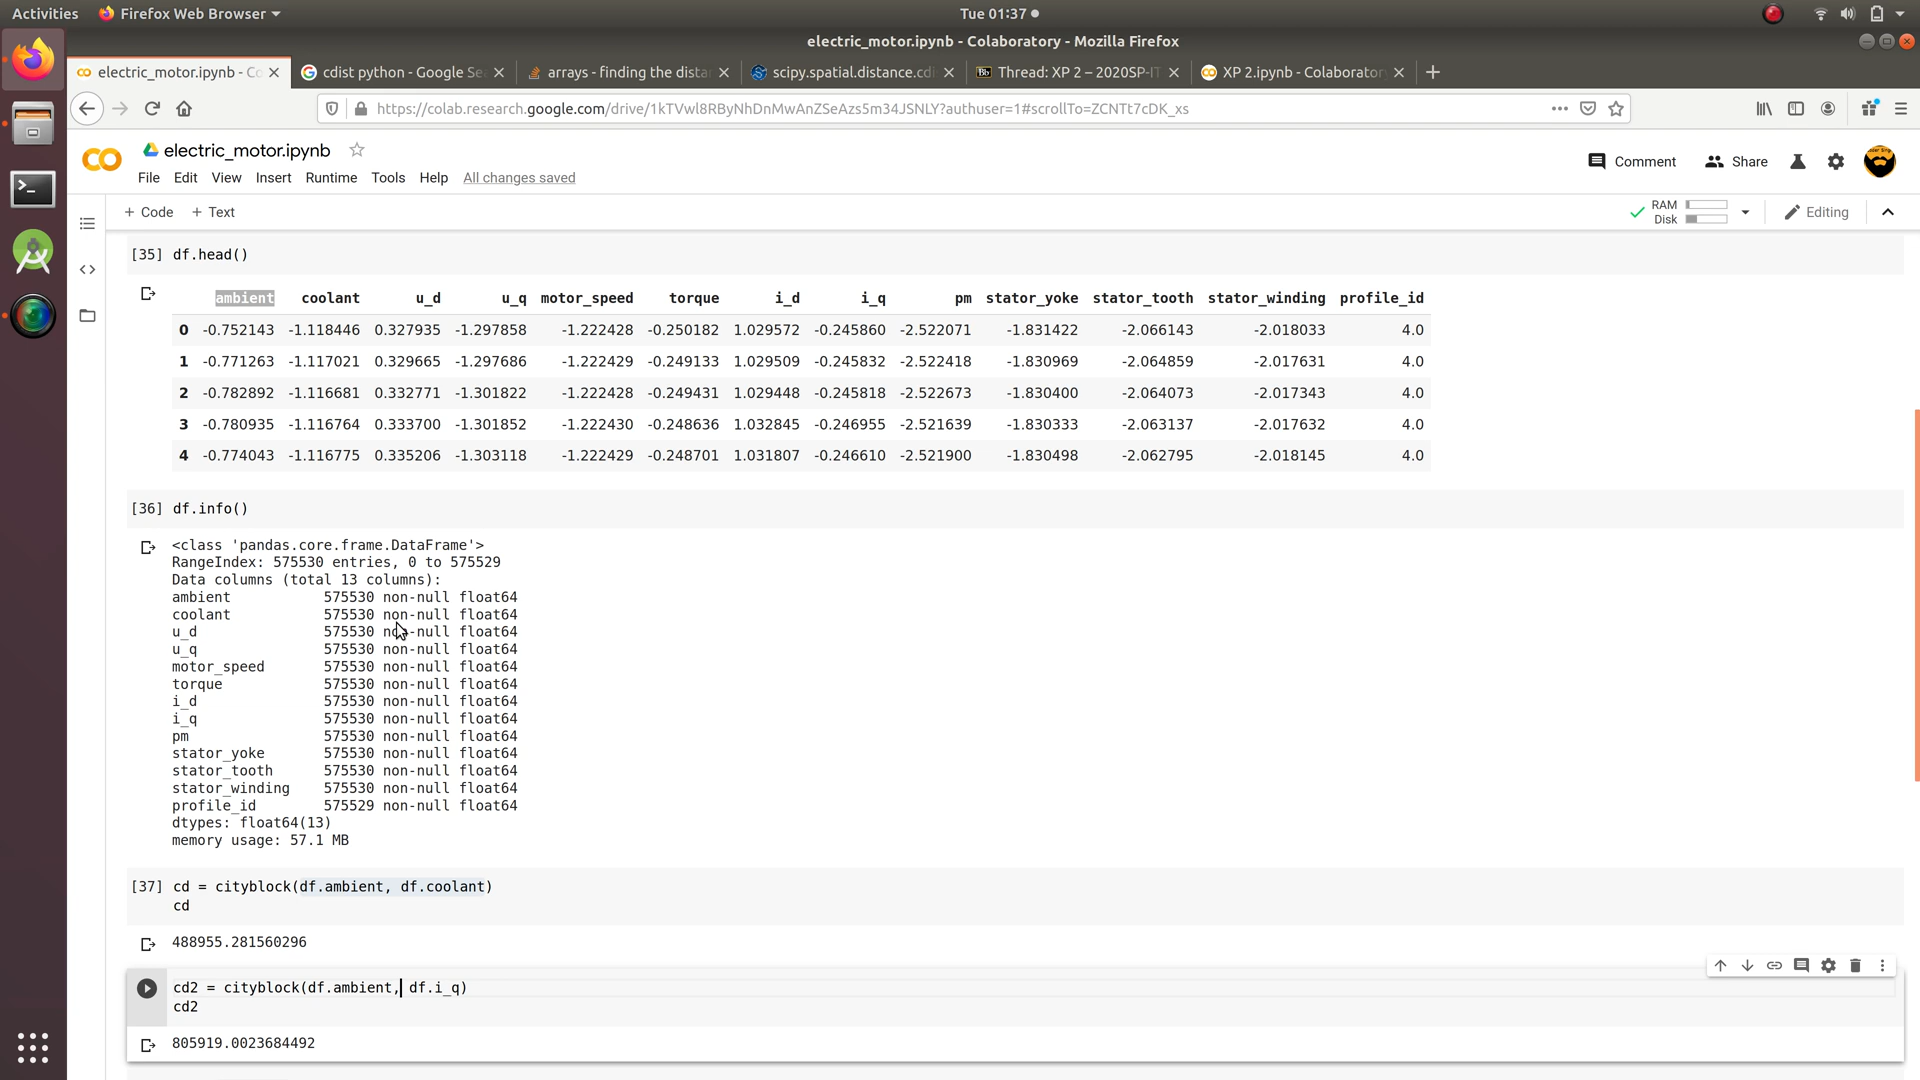 Activities Firefox Web Browser Tue 01:37
electric_motor.ipynb - Colaboratory - Mozilla Firefox
electric_motor.ipynb - Co cdist python - Google Se arrays - finding the dista scipy.spatial.distance.cdi Bb Thread: XP 2 – 2020SP-IT XP 2.ipynb - Colaborator
https://colab.research.google.com/drive/1kTVwl8RByNhDnMwAnZSeAzs5m34JSNLY?authuser=1#scrollTo=ZCNTt7cDK_xs
electric_motor.ipynb
Comment Share
File Edit View Insert Runtime Tools Help All changes saved
+ Code + Text RAM Disk Editing
[35] df.head()
ambient coolant u_d u_q motor_speed torque i_d i_q pm stator_yoke stator_tooth stator_winding profile_id
0 -0.752143 -1.118446 0.327935 -1.297858 -1.222428 -0.250182 1.029572 -0.245860 -2.522071 -1.831422 -2.066143 -2.018033 4.0
1 -0.771263 -1.117021 0.329665 -1.297686 -1.222429 -0.249133 1.029509 -0.245832 -2.522418 -1.830969 -2.064859 -2.017631 4.0
2 -0.782892 -1.116681 0.332771 -1.301822 -1.222428 -0.249431 1.029448 -0.245818 -2.522673 -1.830400 -2.064073 -2.017343 4.0
3 -0.780935 -1.116764 0.333700 -1.301852 -1.222430 -0.248636 1.032845 -0.246955 -2.521639 -1.830333 -2.063137 -2.017632 4.0
4 -0.774043 -1.116775 0.335206 -1.303118 -1.222429 -0.248701 1.031807 -0.246610 -2.521900 -1.830498 -2.062795 -2.018145 4.0
[36] df.info()
<class 'pandas.core.frame.DataFrame'>
RangeIndex: 575530 entries, 0 to 575529
Data columns (total 13 columns):
ambient 575530 non-null float64
coolant 575530 non-null float64
u_d 575530 non-null float64
u_q 575530 non-null float64
motor_speed 575530 non-null float64
torque 575530 non-null float64
i_d 575530 non-null float64
i_q 575530 non-null float64
pm 575530 non-null float64
stator_yoke 575530 non-null float64
stator_tooth 575530 non-null float64
stator_winding 575530 non-null float64
profile_id 575529 non-null float64
dtypes: float64(13)
memory usage: 57.1 MB
[37] cd = cityblock(df.ambient, df.coolant)
cd
488955.281560296
cd2 = cityblock(df.ambient, df.i_q)
cd2
805919.0023684492